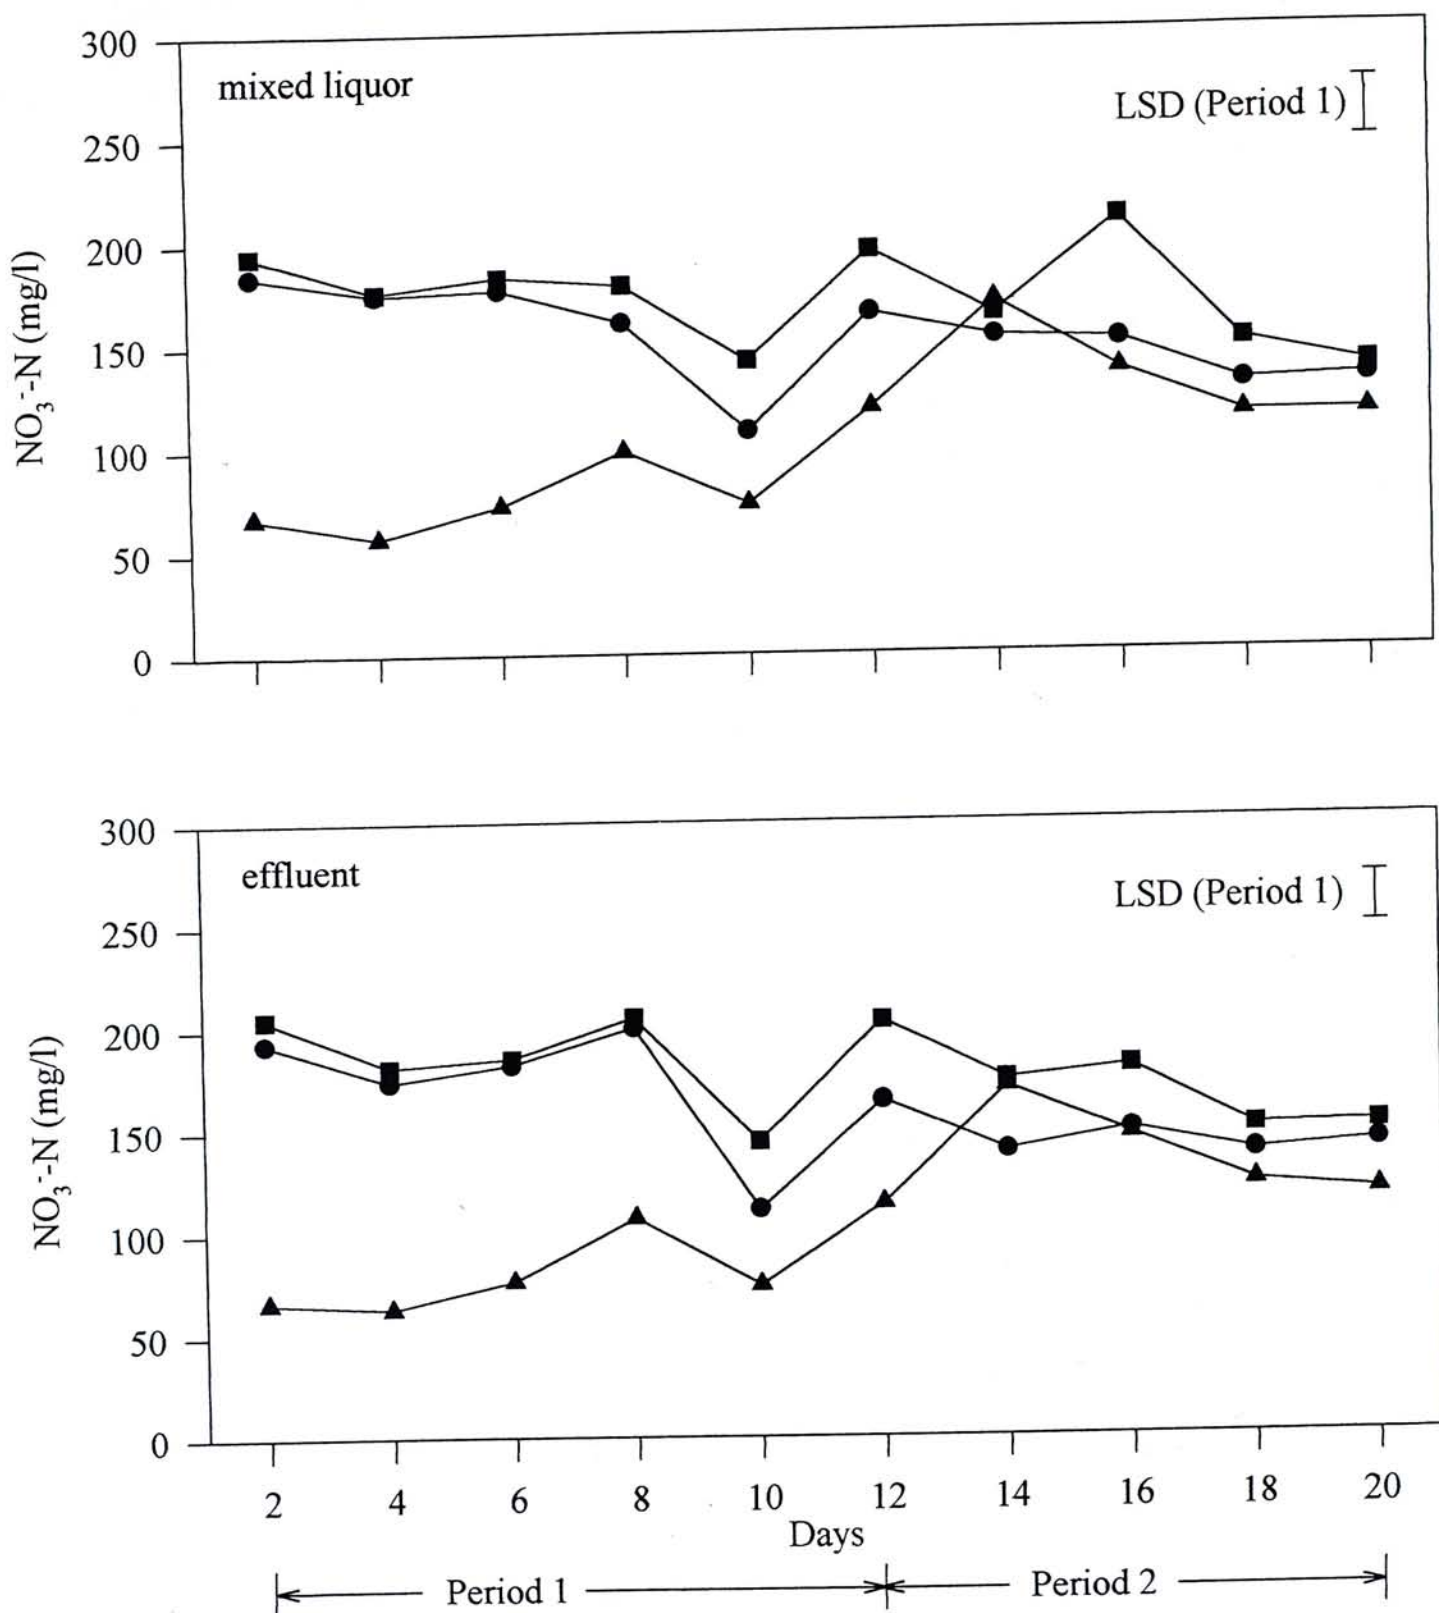 300
mixed liquor
LSD (Period 1)
250
200
150
100
50
0
NO₃⁻-N (mg/l)
300
effluent
LSD (Period 1)
250
200
150
100
50
0
NO₃⁻-N (mg/l)
2 4 6 8 10 12 14 16 18 20
Days
Period 1 Period 2